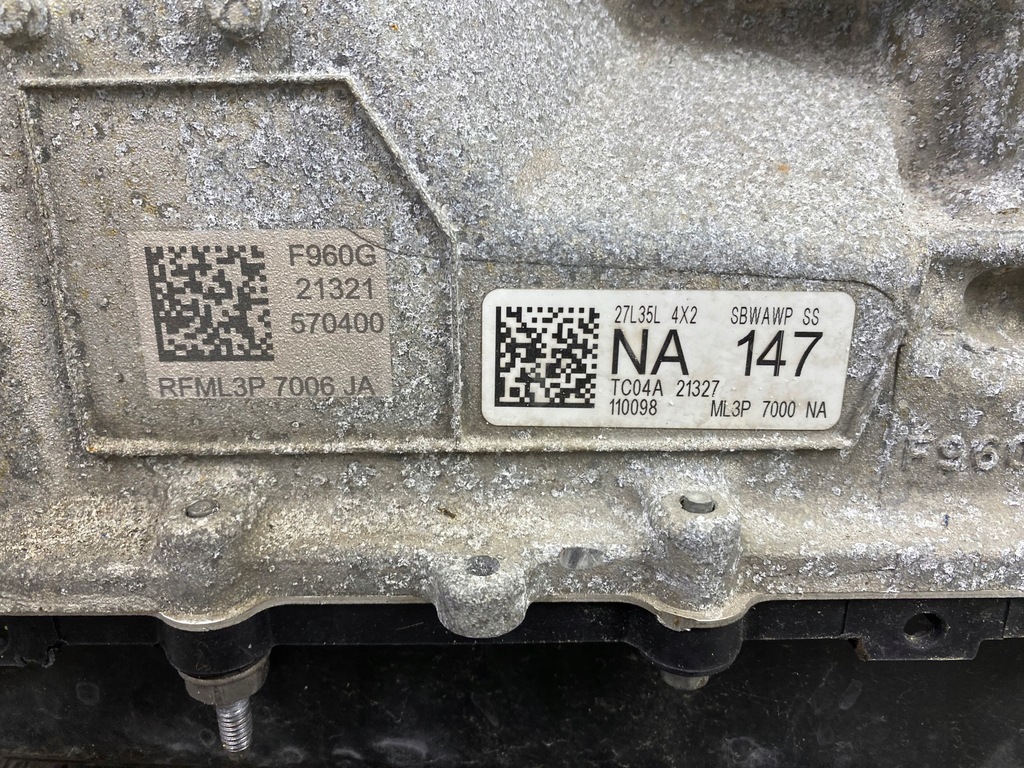 F960G
21321
570400
RFML3P 7006 JA
27L35L 4X2 SBWAWP SS
NA 147
TC04A 21327
110098 ML3P 7000 NA
F960